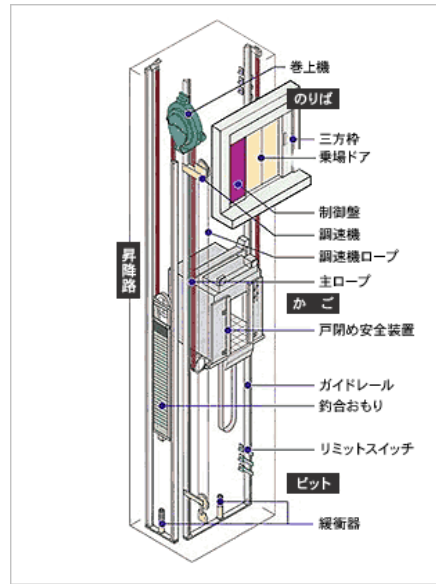 巻上機
のりば
三方枠
乗場ドア
制御盤
調速機
調速機ロープ
主ロープ
昇降路
かご
戸閉め安全装置
ガイドレール
釣合おもり
リミットスイッチ
ピット
緩衝器